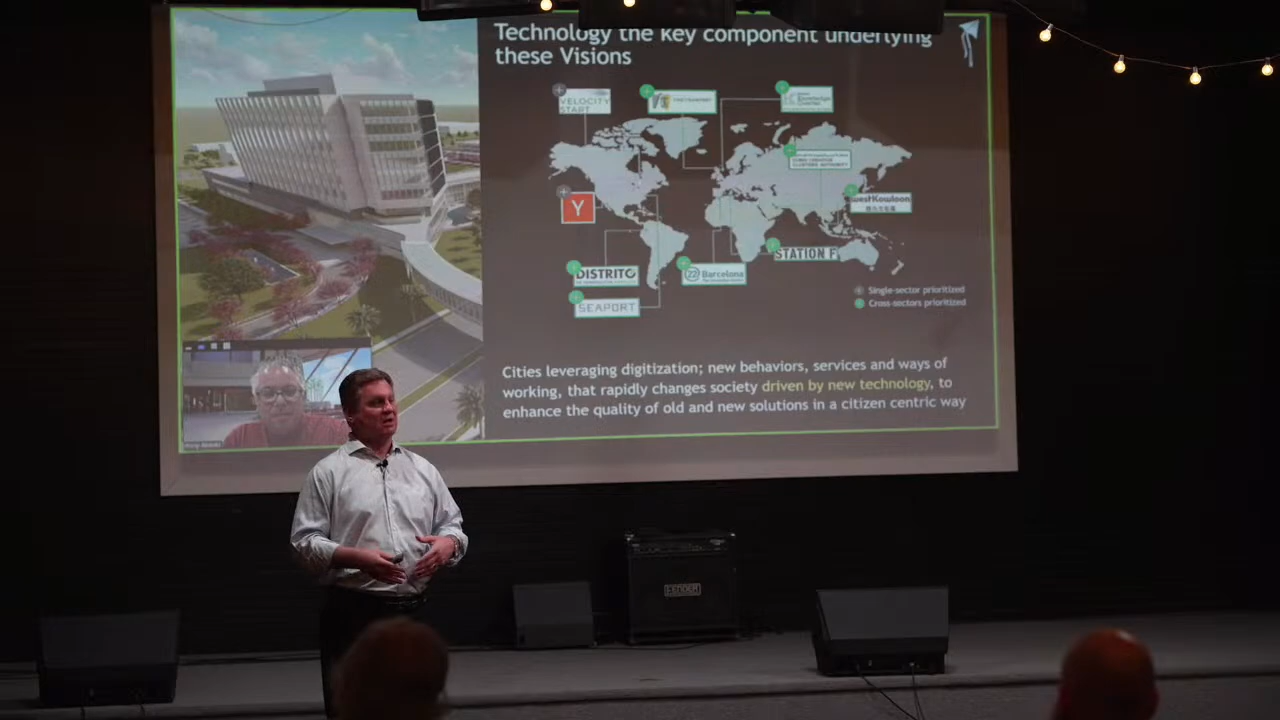 Technology the key component underlying
these Visions
VELOCITY
START
Y
DISTRITO
SEAPORT
22 Barcelona
STATION F
westKowloon
Single-sector prioritized
Cross-sectors prioritized
Cities leveraging digitization; new behaviors, services and ways of
working, that rapidly changes society driven by new technology, to
enhance the quality of old and new solutions in a citizen centric way
FENDER